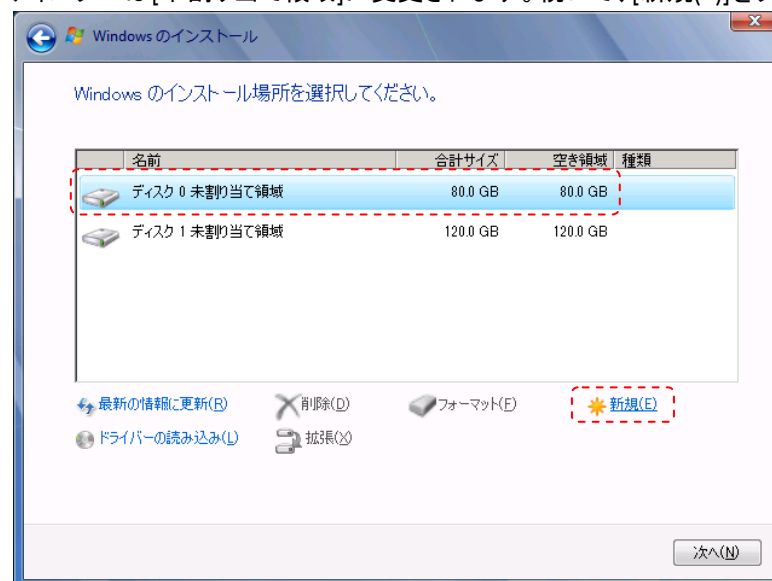 Windows のインストール
Windows のインストール場所を選択してください。
名前 合計サイズ 空き領域 種類
ディスク 0 未割り当て領域 80.0 GB 80.0 GB
ディスク 1 未割り当て領域 120.0 GB 120.0 GB
最新の情報に更新(R) 削除(D) フォーマット(F) 新規(E)
ドライバーの読み込み(L) 拡張(X)
次へ(N)